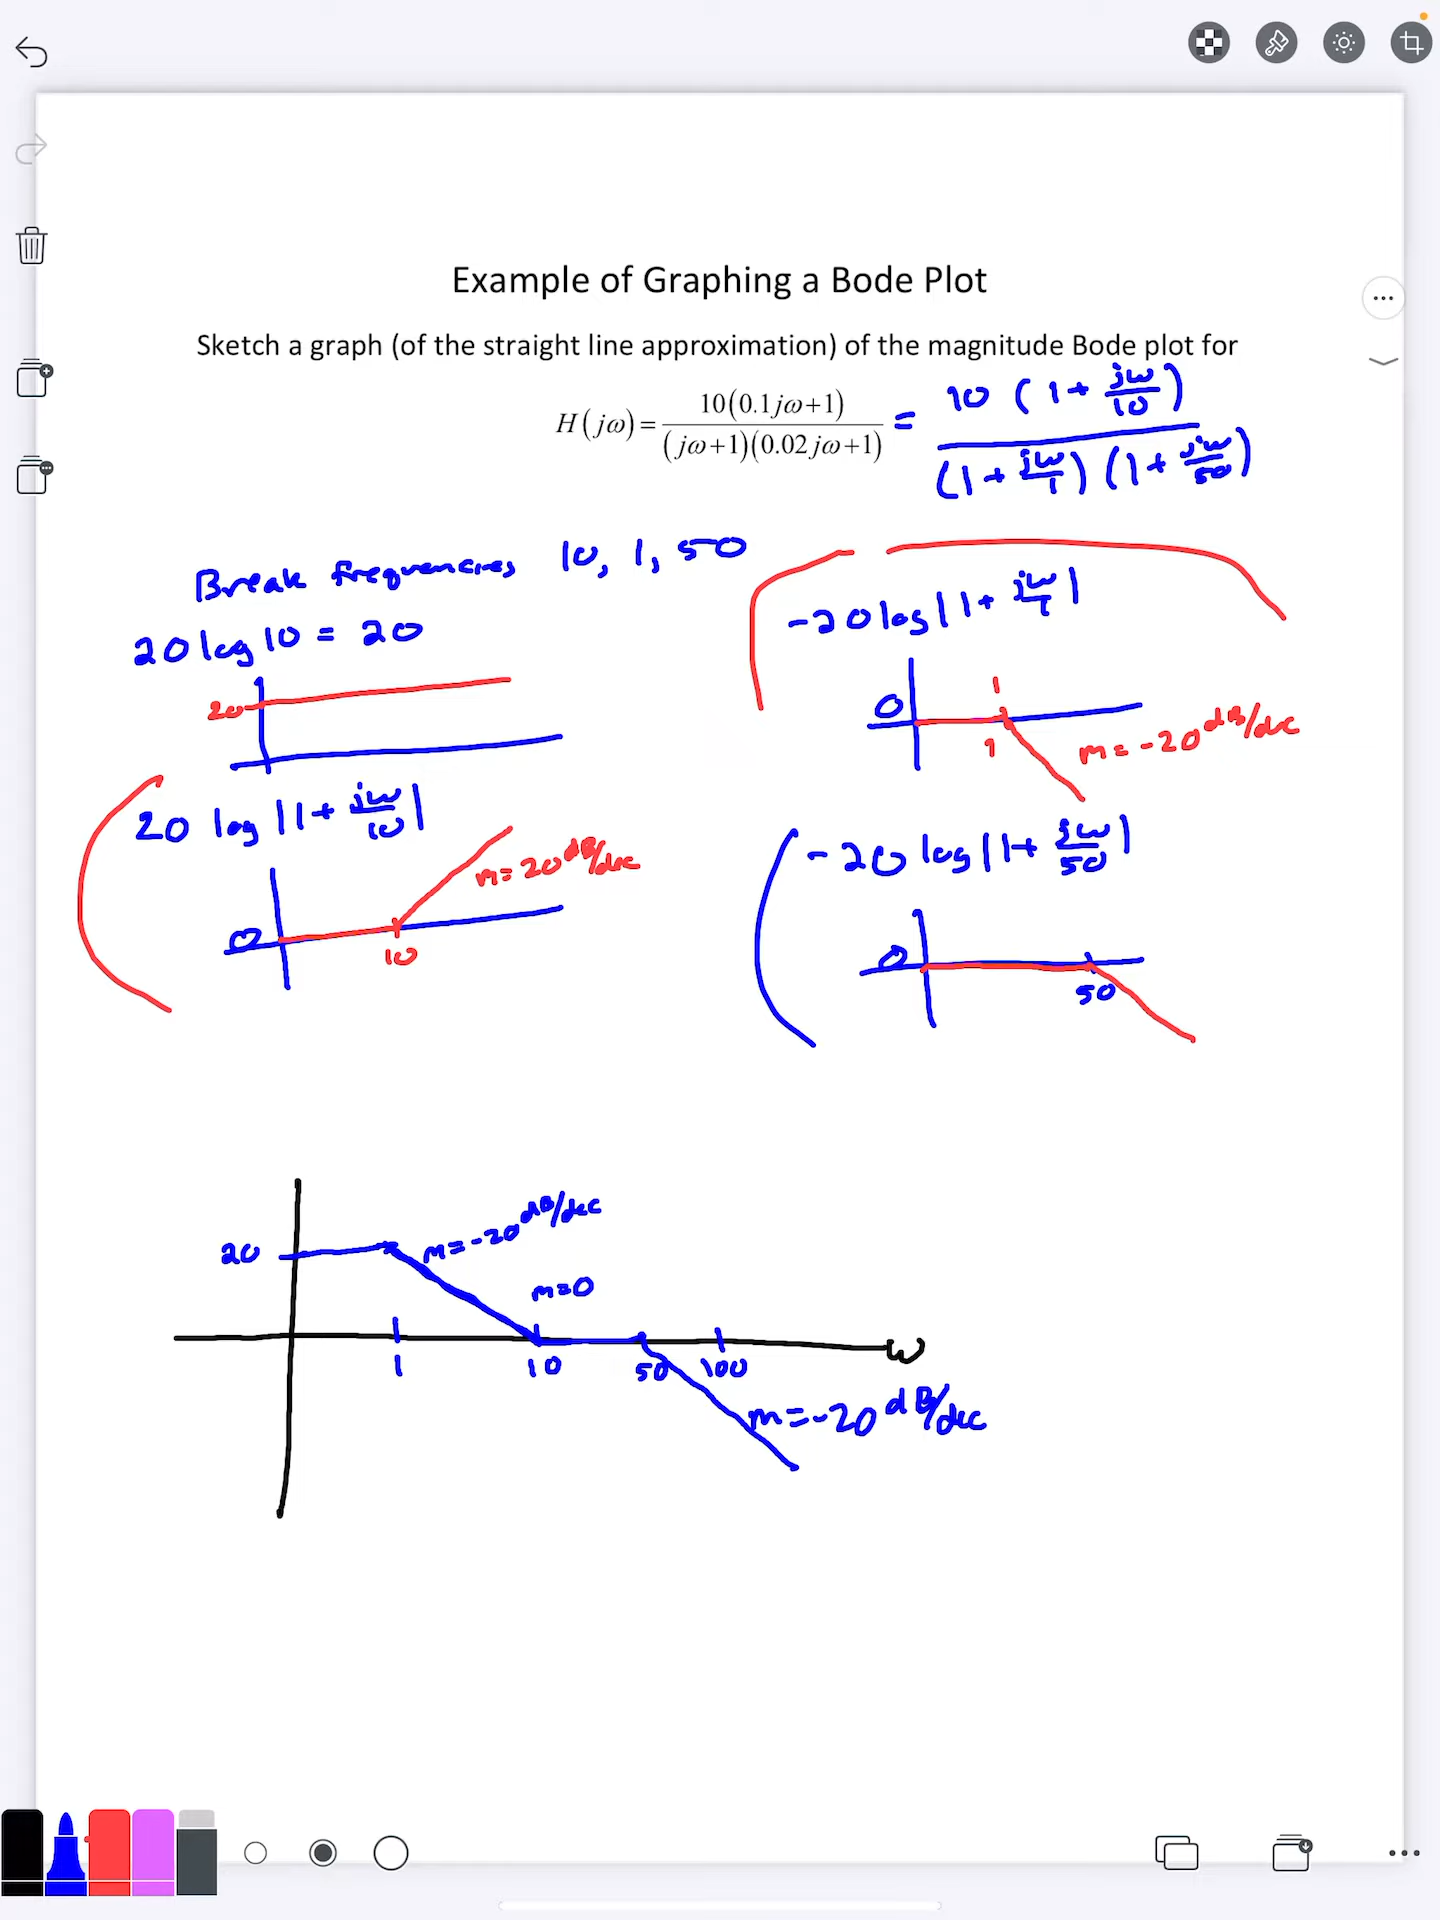 Example of Graphing a Bode Plot
Sketch a graph (of the straight line approximation) of the magnitude Bode plot for
H(jω) = 10(0.1jω+1) / (jω+1)(0.02jω+1) = 10 (1 + jω/10) / (1 + jω/1) (1 + jω/50)
Break frequencies 10, 1, 50
20 log 10 = 20
20
20 log |1 + jω/10|
m = 20 dB/dec
0
10
-20 log |1 + jω/1|
0
1
1
m = -20 dB/dec
-20 log |1 + jω/50|
0
50
20
m = -20 dB/dec
m = 0
1
10
50
100
ω
m = -20 dB/dec